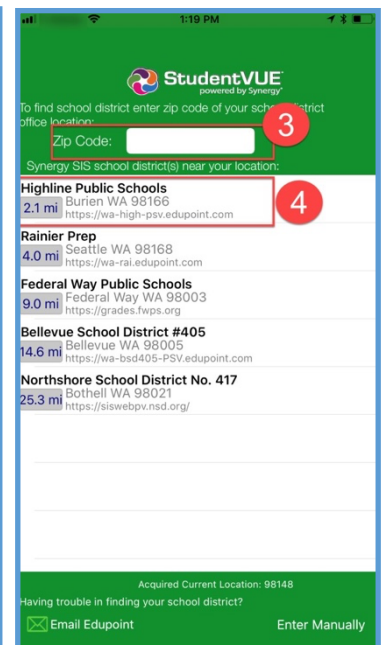 1:19 PM
StudentVUE
powered by Synergy
To find school district enter zip code of your school district
office location:
3
Zip Code:
Synergy SIS school district(s) near your location:
Highline Public Schools
4
2.1 mi Burien WA 98166
https://wa-high-psv.edupoint.com
Rainier Prep
4.0 mi Seattle WA 98168
https://wa-rai.edupoint.com
Federal Way Public Schools
9.0 mi Federal Way WA 98003
https://grades.fwps.org
Bellevue School District #405
14.6 mi Bellevue WA 98005
https://wa-bsd405-PSV.edupoint.com
Northshore School District No. 417
25.3 mi Bothell WA 98021
https://siswebpv.nsd.org/
Acquired Current Location: 98148
Having trouble in finding your school district?
Email Edupoint Enter Manually